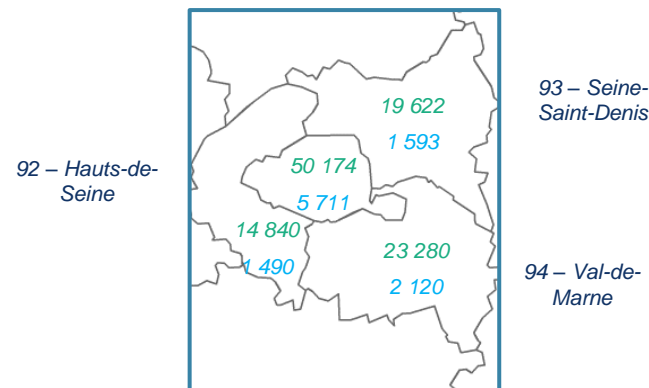 93 – Seine-
Saint-Denis
19 622
1 593
92 – Hauts-de-
Seine
50 174
5 711
14 840
1 490
23 280
2 120
94 – Val-de-
Marne